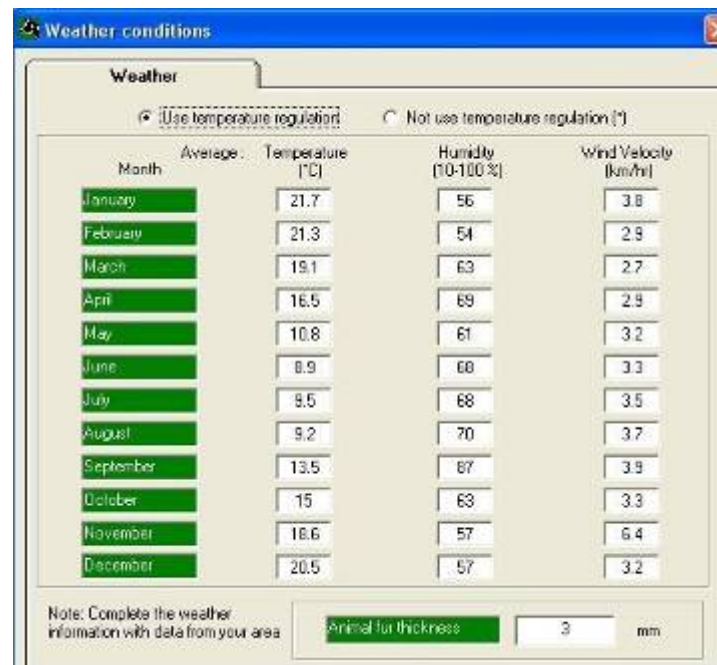 Weather conditions
Weather
Use temperature regulation Not use temperature regulation (*)
Average: Temperature Humidity Wind Velocity
Month (°C) (10-100 %) (km/hr)
January 21.7 56 3.8
February 21.3 54 2.9
March 19.1 63 2.7
April 16.5 69 2.9
May 10.8 61 3.2
June 8.9 68 3.3
July 9.5 68 3.5
August 9.2 70 3.7
September 13.5 87 3.9
October 15 63 3.3
November 18.6 57 6.4
December 20.5 57 3.2
Note: Complete the weather
information with data from your area
Animal fur thickness 3 mm